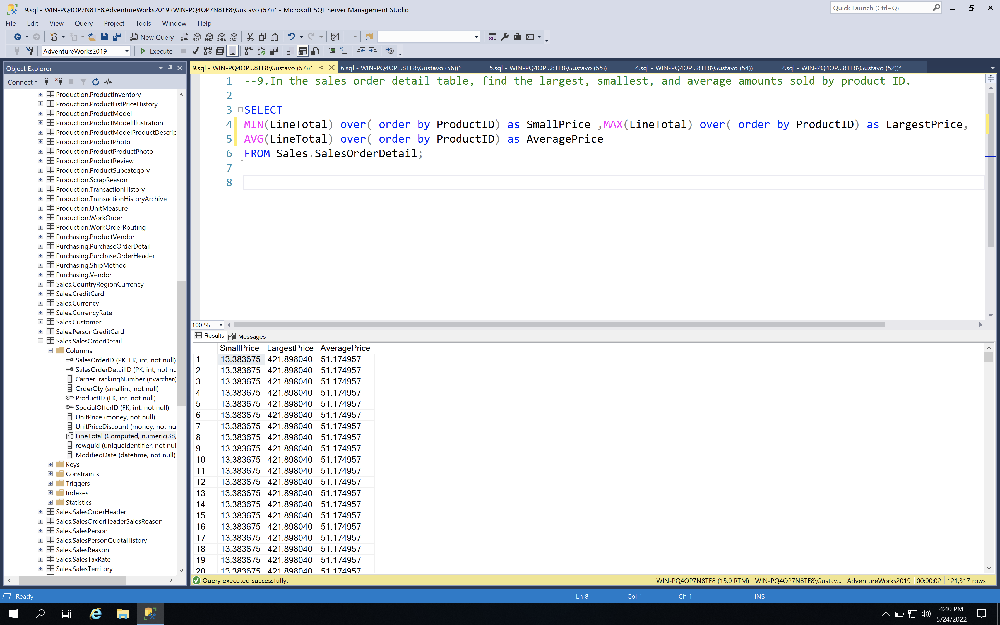 9.sql - WIN-PQ4OP7N8TE8.AdventureWorks2019 (WIN-PQ4OP7N8TE8\Gustavo (57))* - Microsoft SQL Server Management Studio
Quick Launch (Ctrl+Q)
File Edit View Query Project Tools Window Help
New Query MDX DMX XMLA DAX
AdventureWorks2019 Execute
Object Explorer
Connect
Production.ProductInventory
Production.ProductListPriceHistory
Production.ProductModel
Production.ProductModelIllustration
Production.ProductModelProductDescrip
Production.ProductPhoto
Production.ProductProductPhoto
Production.ProductReview
Production.ProductSubcategory
Production.ScrapReason
Production.TransactionHistory
Production.TransactionHistoryArchive
Production.UnitMeasure
Production.WorkOrder
Production.WorkOrderRouting
Purchasing.ProductVendor
Purchasing.PurchaseOrderDetail
Purchasing.PurchaseOrderHeader
Purchasing.ShipMethod
Purchasing.Vendor
Sales.CountryRegionCurrency
Sales.CreditCard
Sales.Currency
Sales.CurrencyRate
Sales.Customer
Sales.PersonCreditCard
Sales.SalesOrderDetail
Columns
SalesOrderID (PK, FK, int, not null)
SalesOrderDetailID (PK, int, not nu
CarrierTrackingNumber (nvarchar(
OrderQty (smallint, not null)
ProductID (FK, int, not null)
SpecialOfferID (FK, int, not null)
UnitPrice (money, not null)
UnitPriceDiscount (money, not nu
LineTotal (Computed, numeric(38,
rowguid (uniqueidentifier, not nul
ModifiedDate (datetime, not null)
Keys
Constraints
Triggers
Indexes
Statistics
Sales.SalesOrderHeader
Sales.SalesOrderHeaderSalesReason
Sales.SalesPerson
Sales.SalesPersonQuotaHistory
Sales.SalesReason
Sales.SalesTaxRate
Sales.SalesTerritory
9.sql - WIN-PQ4OP...8TE8\Gustavo (57))* 6.sql - WIN-PQ4OP...8TE8\Gustavo (56))* 5.sql - WIN-PQ4OP...8TE8\Gustavo (55)) 4.sql - WIN-PQ4OP...8TE8\Gustavo (54)) 2.sql - WIN-PQ4OP...8TE8\Gustavo (52))*
1 --9.In the sales order detail table, find the largest, smallest, and average amounts sold by product ID.
2
3 SELECT
4 MIN(LineTotal) over( order by ProductID) as SmallPrice ,MAX(LineTotal) over( order by ProductID) as LargestPrice,
5 AVG(LineTotal) over( order by ProductID) as AveragePrice
6 FROM Sales.SalesOrderDetail;
7
8
100 %
Results Messages
SmallPrice LargestPrice AveragePrice
1 13.383675 421.898040 51.174957
2 13.383675 421.898040 51.174957
3 13.383675 421.898040 51.174957
4 13.383675 421.898040 51.174957
5 13.383675 421.898040 51.174957
6 13.383675 421.898040 51.174957
7 13.383675 421.898040 51.174957
8 13.383675 421.898040 51.174957
9 13.383675 421.898040 51.174957
10 13.383675 421.898040 51.174957
11 13.383675 421.898040 51.174957
12 13.383675 421.898040 51.174957
13 13.383675 421.898040 51.174957
14 13.383675 421.898040 51.174957
15 13.383675 421.898040 51.174957
16 13.383675 421.898040 51.174957
17 13.383675 421.898040 51.174957
18 13.383675 421.898040 51.174957
19 13.383675 421.898040 51.174957
20 13.383675 421.898040 51.174957
Query executed successfully. WIN-PQ4OP7N8TE8 (15.0 RTM) WIN-PQ4OP7N8TE8\Gustav... AdventureWorks2019 00:00:02 121,317 rows
Ready Ln 8 Col 1 Ch 1 INS
4:40 PM
5/24/2022